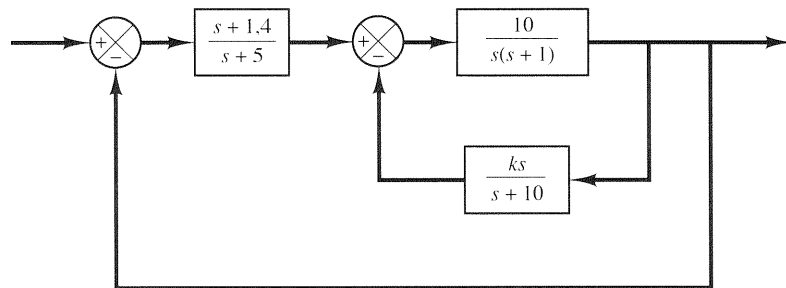 +
−
s + 1,4
s + 5
+
−
10
s(s + 1)
ks
s + 10